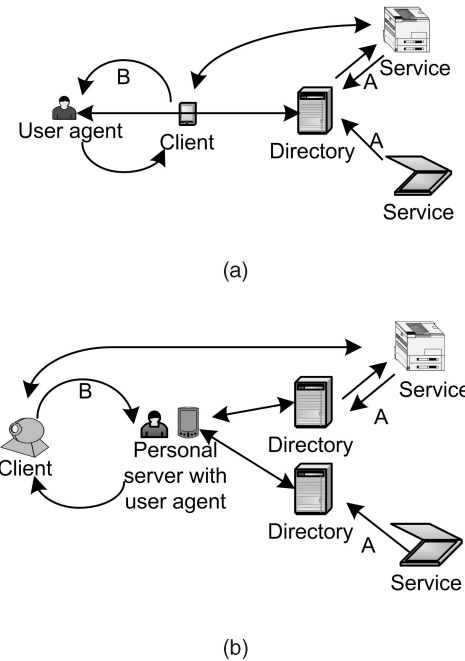 Service
B
A
User agent
Client
A
Directory
Service
(a)
B
Service
A
Client
Personal
server with
user agent
Directory
Directory
A
Service
(b)